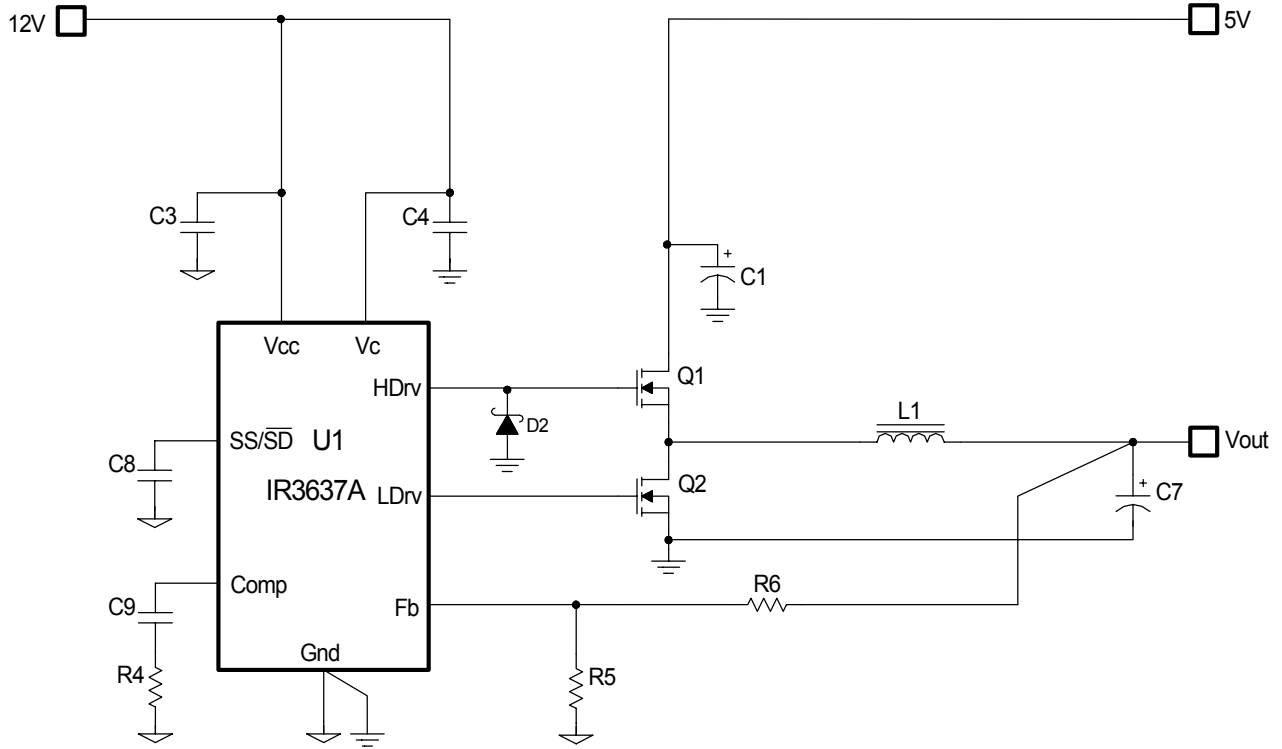 12V
5V
C3
C4
+
C1
Vcc
Vc
HDrv
Q1
D2
L1
SS/S̅D̅
U1
Vout
C8
IR3637A
LDrv
Q2
+
C7
Comp
R6
C9
Fb
Gnd
R4
R5